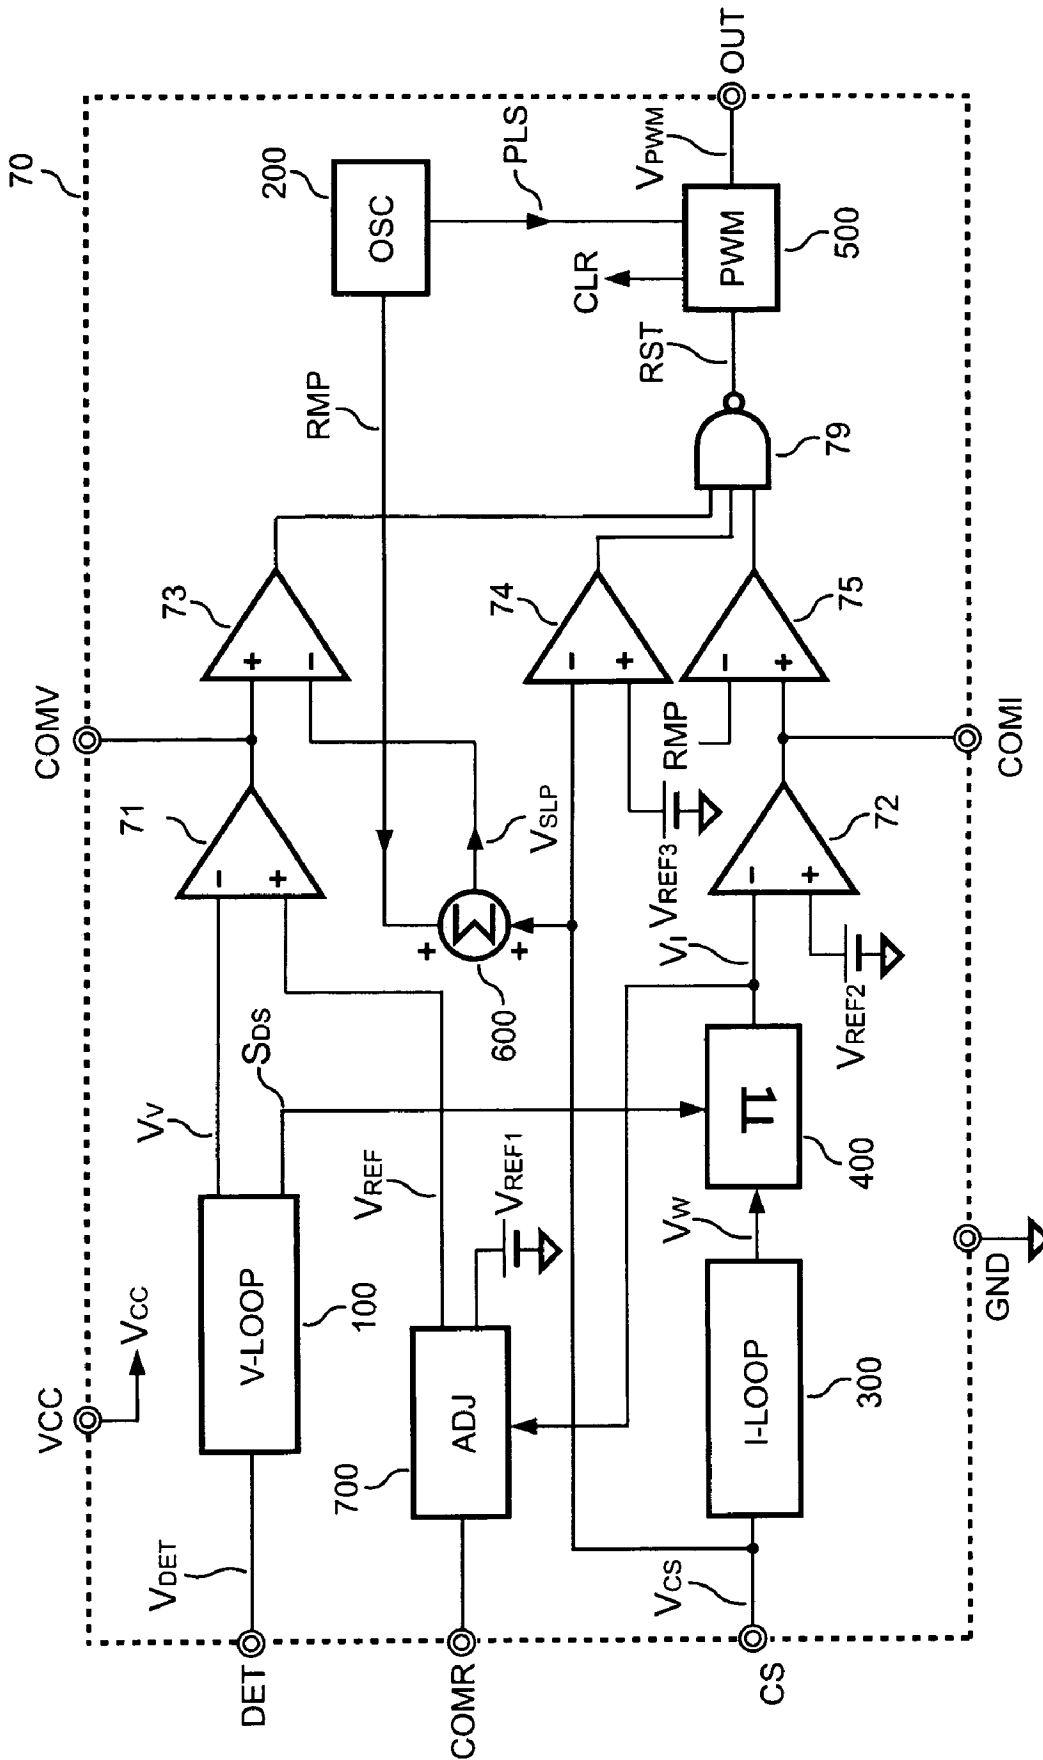 70
VCC
VCC
COMV
DET
VDET
V-LOOP
100
VV
SDS
71
+
−
73
+
−
RMP
OSC
200
PLS
CLR
COMR
ADJ
700
VREF
VREF1
600
Σ
+
+
VSLP
74
−
+
VREF3
RMP
75
−
+
79
RST
PWM
500
VPWM
OUT
CS
VCS
I-LOOP
300
VW
400
VI
72
−
+
VREF2
COMI
GND